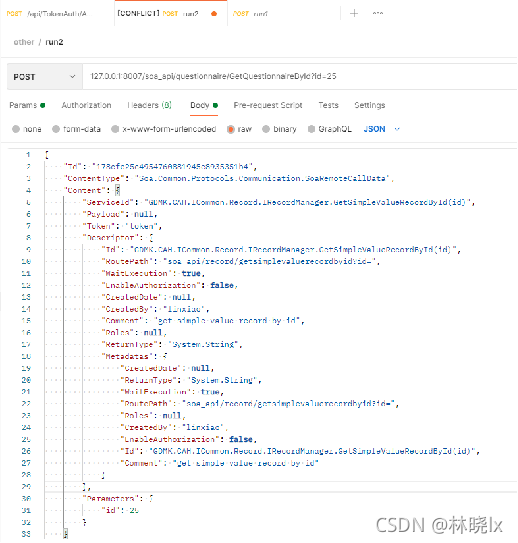 POST /api/TokenAuth/A
[CONFLICT] POST run2
POST run1
other / run2
POST
127.0.0.1:18007/soa_api/questionnaire/GetQuestionnaireById?id=25
Params
Authorization
Headers (8)
Body
Pre-request Script
Tests
Settings
none
form-data
x-www-form-urlencoded
raw
binary
GraphQL
JSON
1 {
2 "Id":
3 "ContentType": "Soa.Common.Protocols.Communication.SoaRemoteCallData",
4 "Content": {
5 "ServiceId": "GDMK.CAH.ICommon.Record.IRecordManager.GetSimpleValueRecordById(id)",
6 "Payload": null,
7 "Token": "token",
8 "Descriptor": {
9 "Id": "GDMK.CAH.ICommon.Record.IRecordManager.GetSimpleValueRecordById(id)",
10 "RoutePath": "soa_api/record/getsimplevaluerecordbyid?id=",
11 "WaitExecution": true,
12 "EnableAuthorization": false,
13 "CreatedDate": null,
14 "CreatedBy": "linxiao",
15 "Comment": "get simple value record by id",
16 "Roles": null,
17 "ReturnType": "System.String",
18 "Metadatas": {
19 "CreatedDate": null,
20 "ReturnType": "System.String",
21 "WaitExecution": true,
22 "RoutePath": "soa_api/record/getsimplevaluerecordbyid?id=",
23 "Roles": null,
24 "CreatedBy": "linxiao",
25 "EnableAuthorization": false,
26 "Id": "GDMK.CAH.ICommon.Record.IRecordManager.GetSimpleValueRecordById(id)",
27 "Comment": "get simple value record by id"
28 }
29 },
30 "Parameters": {
31 "id": 25
32 }
33 }
CSDN @林晓lx